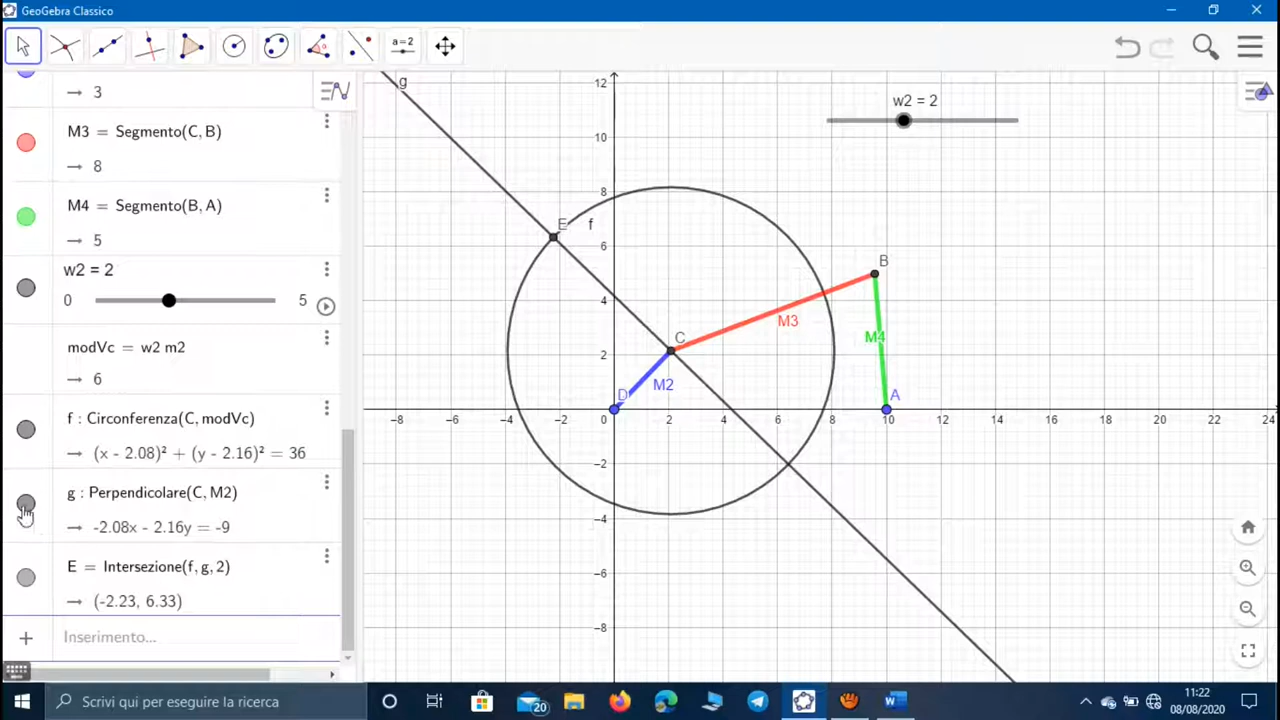 GeoGebra Classico
a = 2
→ 3
M3 = Segmento(C, B)
→ 8
M4 = Segmento(B, A)
→ 5
w2 = 2
0 5
modVc = w2 m2
→ 6
f : Circonferenza(C, modVc)
→ (x - 2.08)² + (y - 2.16)² = 36
g : Perpendicolare(C, M2)
→ -2.08x - 2.16y = -9
E = Intersezione(f, g, 2)
→ (-2.23, 6.33)
+ Inserimento...
g
w2 = 2
12
10
8
6
4
2
0
−2
−4
−6
−8
−8 −6 −4 −2 2 4 6 8 10 12 14 16 18 20 22 24
E f
B
C
M3
M4
M2
D
A
Scrivi qui per eseguire la ricerca
20
11:22
08/08/2020